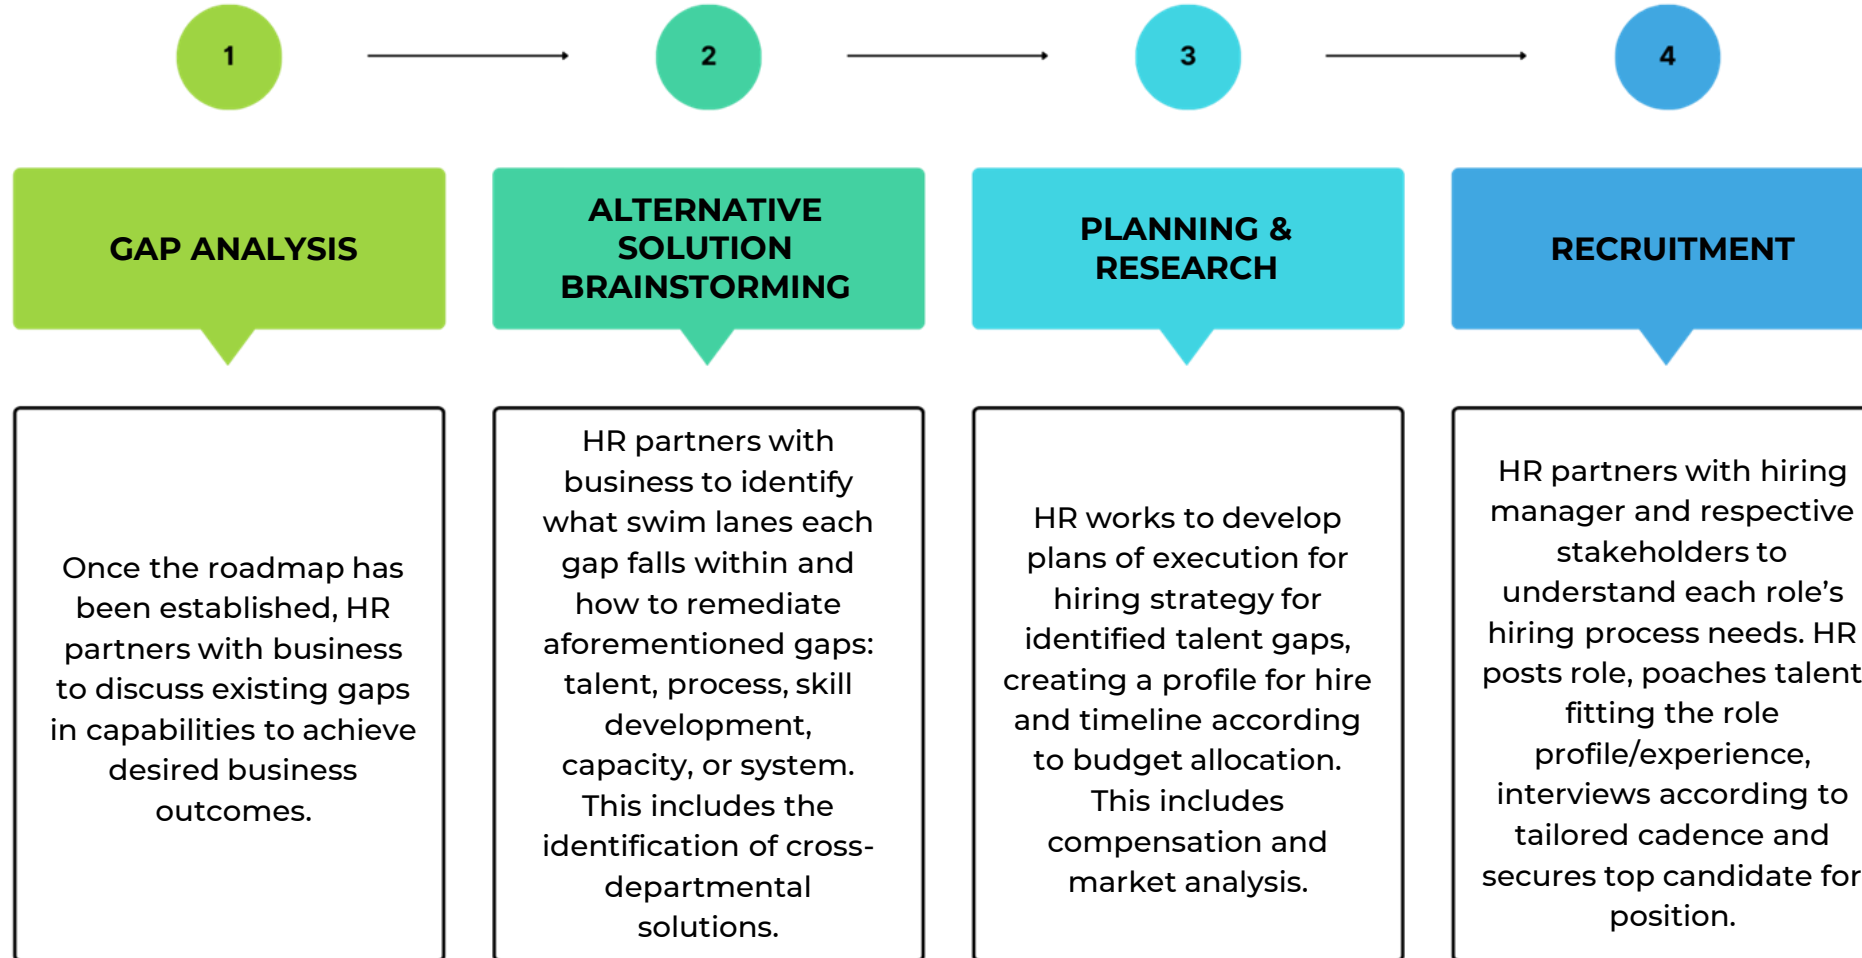 1
2
3
4
GAP ANALYSIS
ALTERNATIVE
SOLUTION
BRAINSTORMING
PLANNING &
RESEARCH
RECRUITMENT
Once the roadmap has
been established, HR
partners with business
to discuss existing gaps
in capabilities to achieve
desired business
outcomes.
HR partners with
business to identify
what swim lanes each
gap falls within and
how to remediate
aforementioned gaps:
talent, process, skill
development,
capacity, or system.
This includes the
identification of cross-
departmental
solutions.
HR works to develop
plans of execution for
hiring strategy for
identified talent gaps,
creating a profile for hire
and timeline according
to budget allocation.
This includes
compensation and
market analysis.
HR partners with hiring
manager and respective
stakeholders to
understand each role’s
hiring process needs. HR
posts role, poaches talent
fitting the role
profile/experience,
interviews according to
tailored cadence and
secures top candidate for
position.